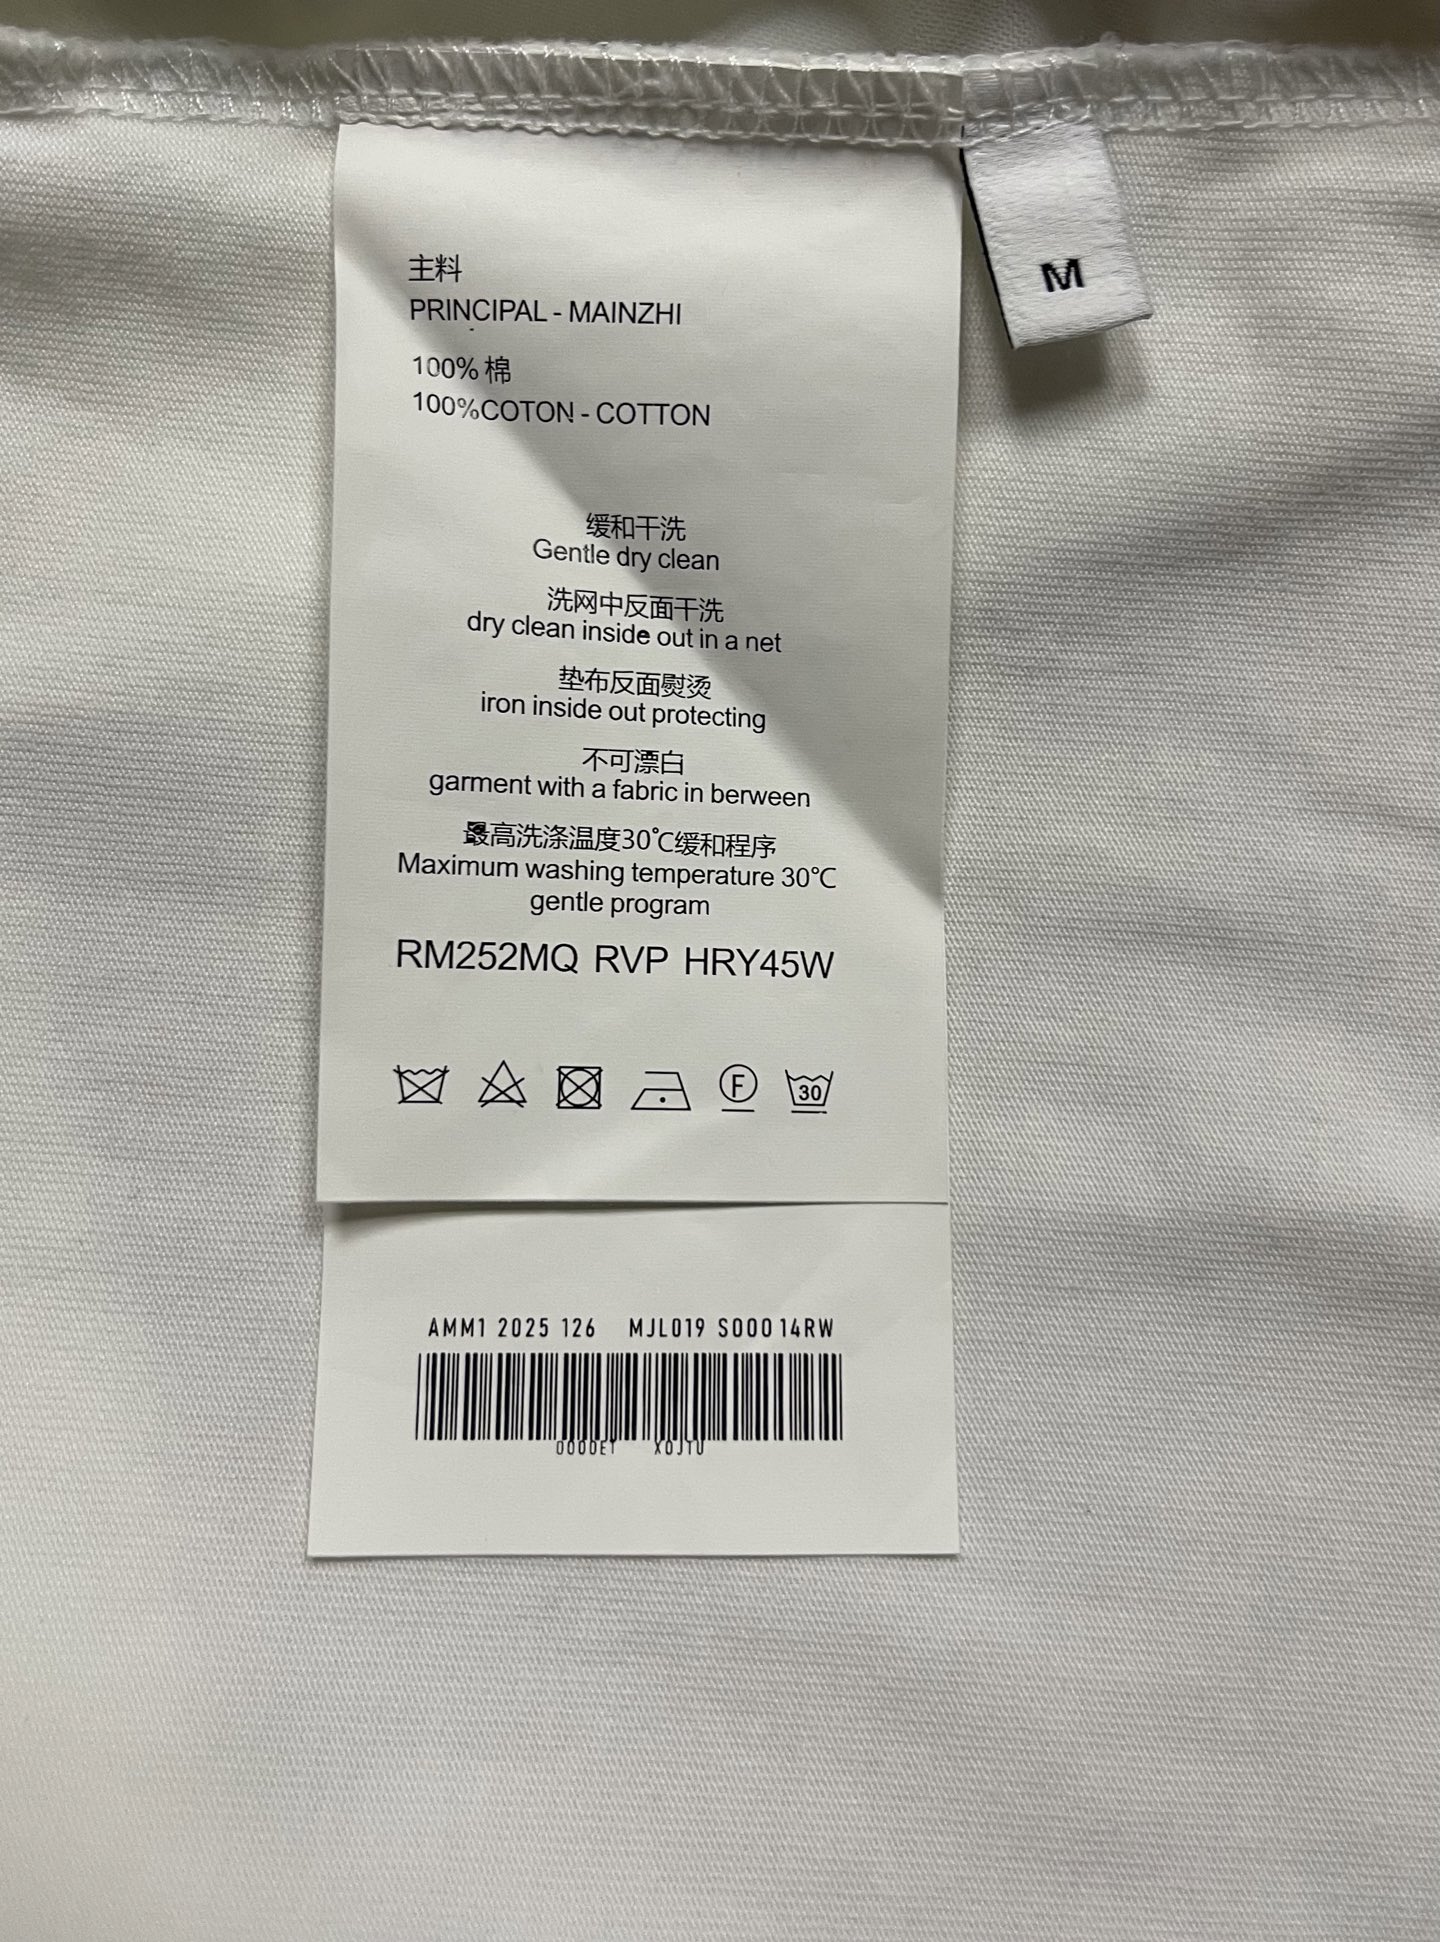 M
主料
PRINCIPAL - MAINZHI
100% 棉
100%COTON - COTTON
缓和干洗
Gentle dry clean
洗网中反面干洗
dry clean inside out in a net
垫布反面熨烫
iron inside out protecting
不可漂白
garment with a fabric in berween
最高洗涤温度30℃缓和程序
Maximum washing temperature 30℃
gentle program
RM252MQ RVP HRY45W
F
30
AMM1 2025 126 MJL019 S000 14RW